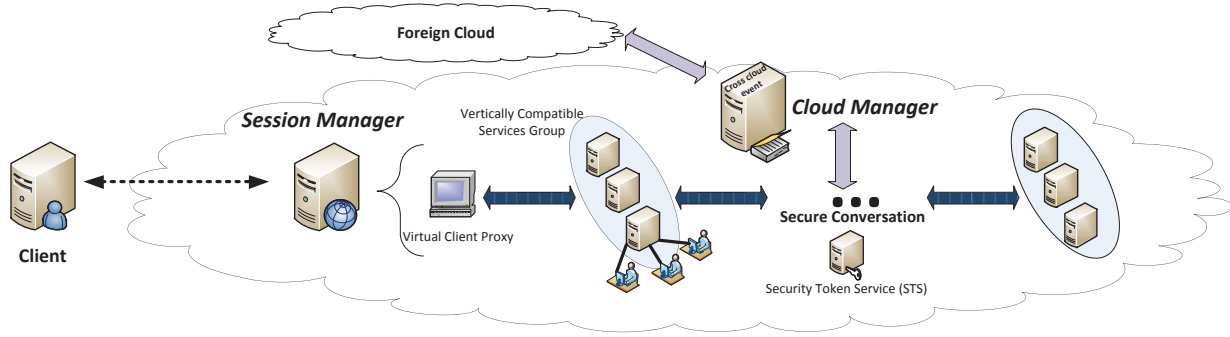 Foreign Cloud
Cross cloud
event
Cloud Manager
Session Manager
Vertically Compatible
Services Group
Virtual Client Proxy
Secure Conversation
Client
Security Token Service (STS)